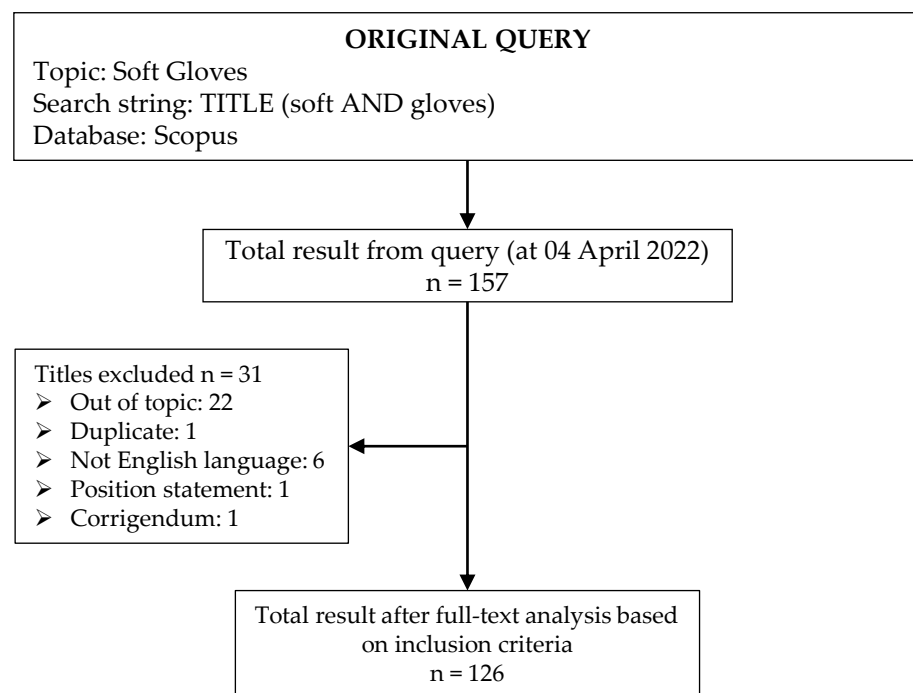 ORIGINAL QUERY
Topic: Soft Gloves
Search string: TITLE (soft AND gloves)
Database: Scopus
Total result from query (at 04 April 2022)
n = 157
Titles excluded n = 31
➢ Out of topic: 22
➢ Duplicate: 1
➢ Not English language: 6
➢ Position statement: 1
➢ Corrigendum: 1
Total result after full-text analysis based
on inclusion criteria
n = 126